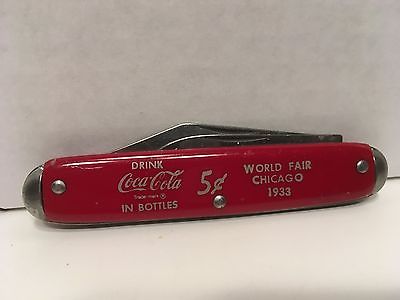 DRINK
Coca-Cola
Trade-mark ®
IN BOTTLES
5¢
WORLD FAIR
CHICAGO
1933